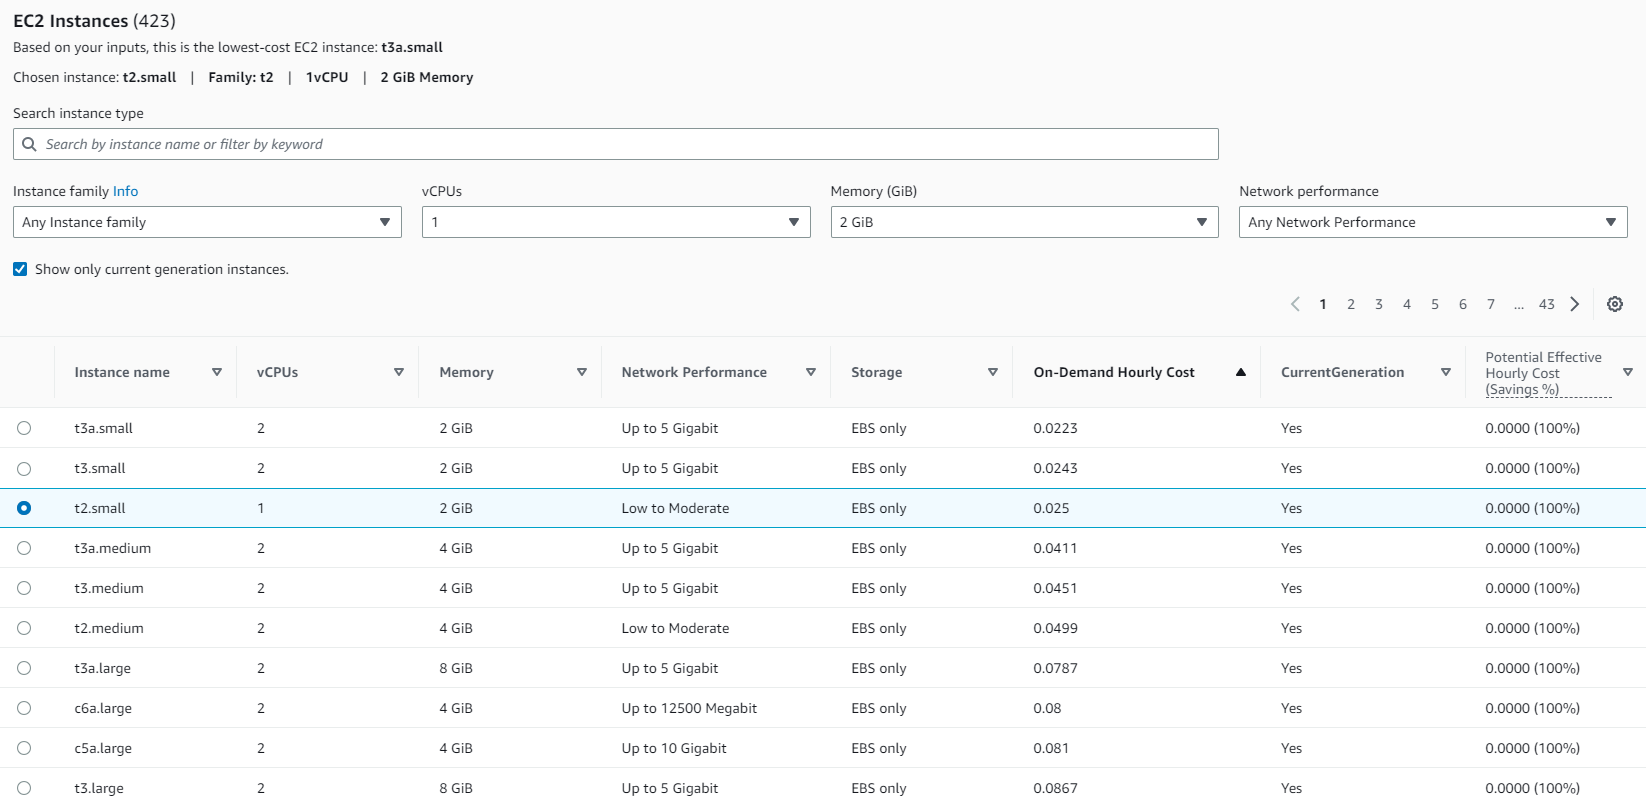 EC2 Instances (423)
Based on your inputs, this is the lowest-cost EC2 instance: t3a.small
Chosen instance: t2.small | Family: t2 | 1vCPU | 2 GiB Memory
Search instance type
Search by instance name or filter by keyword
Instance family Info vCPUs Memory (GiB) Network performance
Any Instance family 1 2 GiB Any Network Performance
Show only current generation instances.
1 2 3 4 5 6 7 ... 43
Instance name vCPUs Memory Network Performance Storage On-Demand Hourly Cost CurrentGeneration Potential Effective
Hourly Cost
(Savings %)
t3a.small 2 2 GiB Up to 5 Gigabit EBS only 0.0223 Yes 0.0000 (100%)
t3.small 2 2 GiB Up to 5 Gigabit EBS only 0.0243 Yes 0.0000 (100%)
t2.small 1 2 GiB Low to Moderate EBS only 0.025 Yes 0.0000 (100%)
t3a.medium 2 4 GiB Up to 5 Gigabit EBS only 0.0411 Yes 0.0000 (100%)
t3.medium 2 4 GiB Up to 5 Gigabit EBS only 0.0451 Yes 0.0000 (100%)
t2.medium 2 4 GiB Low to Moderate EBS only 0.0499 Yes 0.0000 (100%)
t3a.large 2 8 GiB Up to 5 Gigabit EBS only 0.0787 Yes 0.0000 (100%)
c6a.large 2 4 GiB Up to 12500 Megabit EBS only 0.08 Yes 0.0000 (100%)
c5a.large 2 4 GiB Up to 10 Gigabit EBS only 0.081 Yes 0.0000 (100%)
t3.large 2 8 GiB Up to 5 Gigabit EBS only 0.0867 Yes 0.0000 (100%)